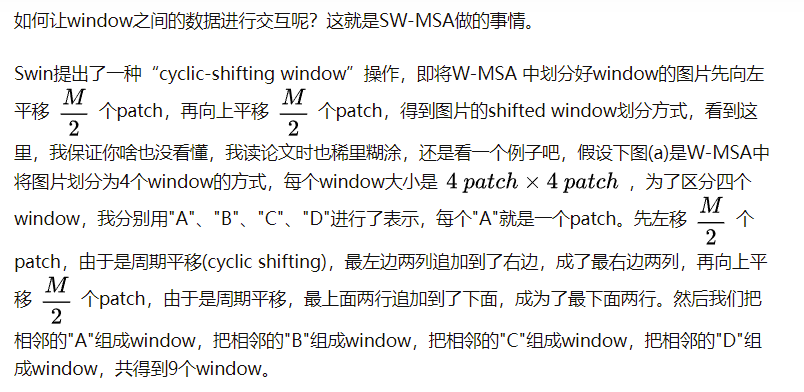 如何让window之间的数据进行交互呢？这就是SW-MSA做的事情。
Swin提出了一种“cyclic-shifting window”操作，即将W-MSA 中划分好window的图片先向左
平移 M/2 个patch，再向上平移 M/2 个patch，得到图片的shifted window划分方式，看到这
里，我保证你啥也没看懂，我读论文时也稀里糊涂，还是看一个例子吧，假设下图(a)是W-MSA中
将图片划分为4个window的方式，每个window大小是 4 patch × 4 patch ，为了区分四个
window，我分别用"A"、"B"、"C"、"D"进行了表示，每个"A"就是一个patch。先左移 M/2 个
patch，由于是周期平移(cyclic shifting)，最左边两列追加到了右边，成了最右边两列，再向上平
移 M/2 个patch，由于是周期平移，最上面两行追加到了下面，成为了最下面两行。然后我们把
相邻的"A"组成window，把相邻的"B"组成window，把相邻的"C"组成window，把相邻的"D"组
成window，共得到9个window。